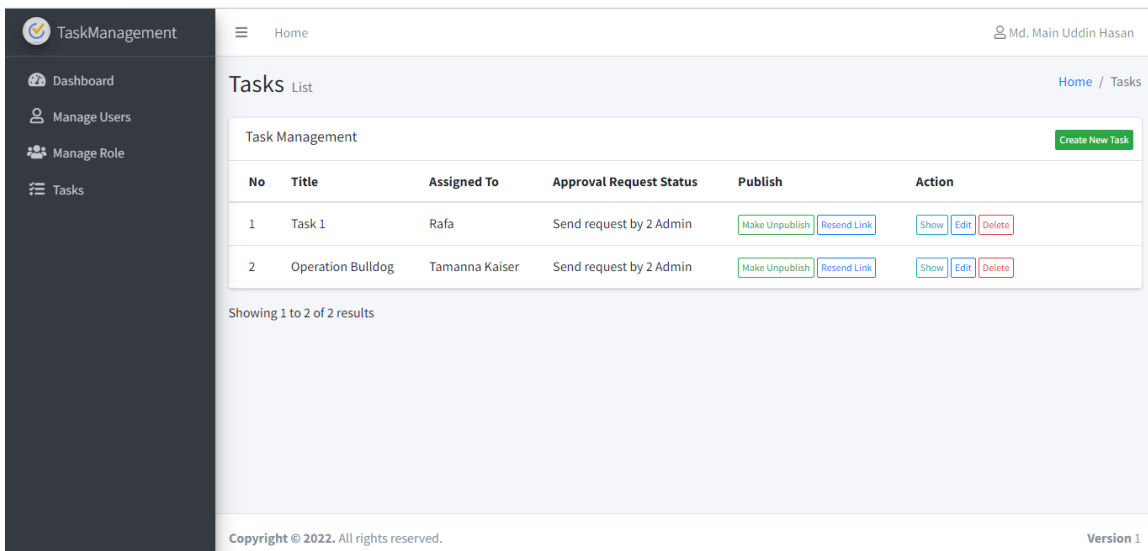 TaskManagement
Home
Md. Main Uddin Hasan
Dashboard
Manage Users
Manage Role
Tasks
Tasks List
Home / Tasks
Task Management
Create New Task
No Title Assigned To Approval Request Status Publish Action
1 Task 1 Rafa Send request by 2 Admin Make Unpublish Resend Link Show Edit Delete
2 Operation Bulldog Tamanna Kaiser Send request by 2 Admin Make Unpublish Resend Link Show Edit Delete
Showing 1 to 2 of 2 results
Copyright © 2022. All rights reserved.
Version 1